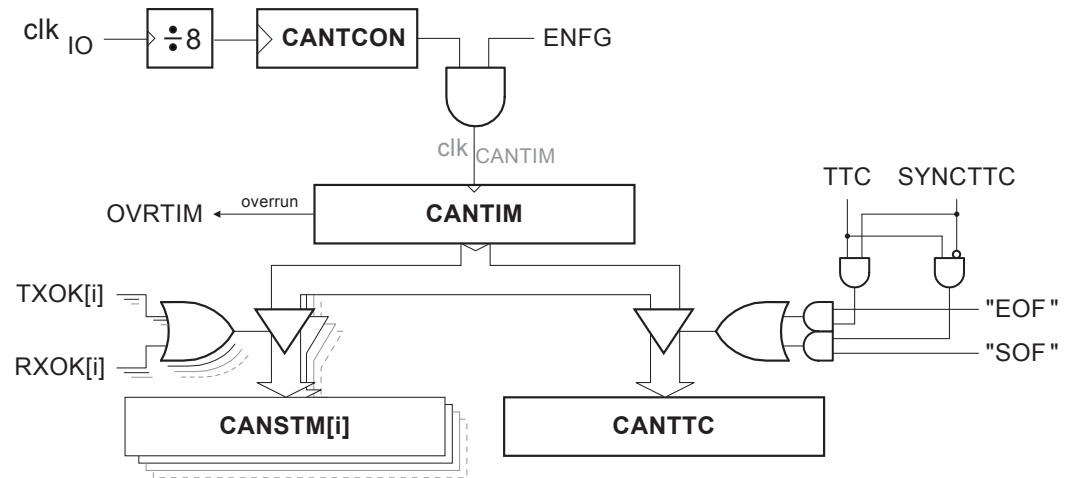 clk IO ÷8 CANTCON ENFG
clk CANTIM
TTC SYNCTTC
OVRTIM overrun CANTIM
TXOK[i]
"EOF"
"SOF"
RXOK[i]
CANSTM[i] CANTTC